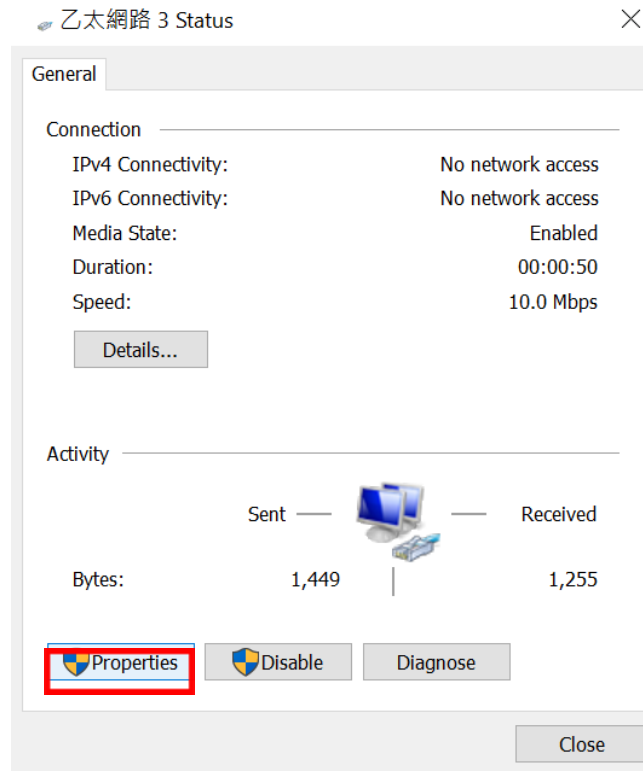 乙太網路 3 Status
General
Connection
IPv4 Connectivity: No network access
IPv6 Connectivity: No network access
Media State: Enabled
Duration: 00:00:50
Speed: 10.0 Mbps
Details...
Activity
Sent Received
Bytes: 1,449 1,255
Properties Disable Diagnose
Close